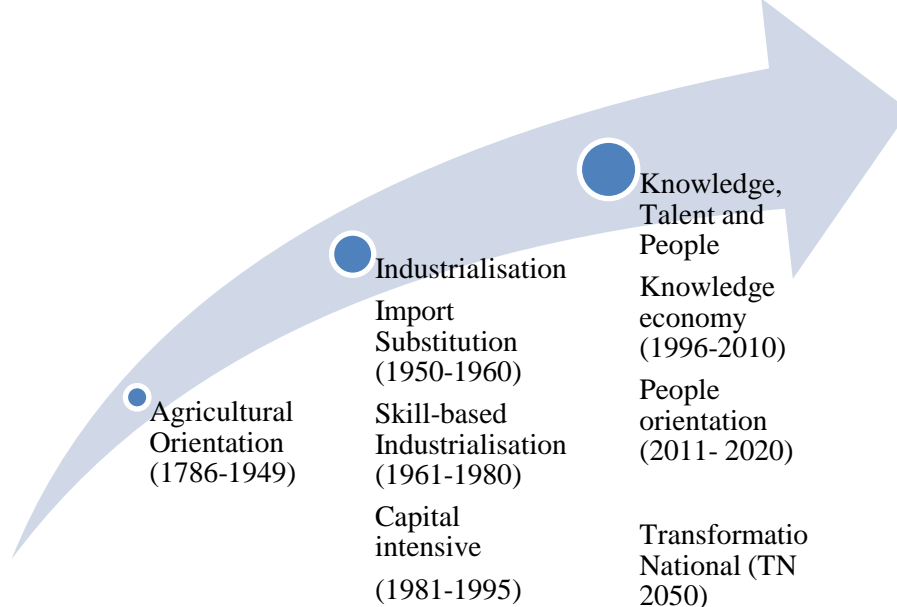 Agricultural
Orientation
(1786-1949)
Industrialisation
Import
Substitution
(1950-1960)
Skill-based
Industrialisation
(1961-1980)
Capital
intensive
(1981-1995)
Knowledge,
Talent and
People
Knowledge
economy
(1996-2010)
People
orientation
(2011- 2020)
Transformatio
National (TN
2050)